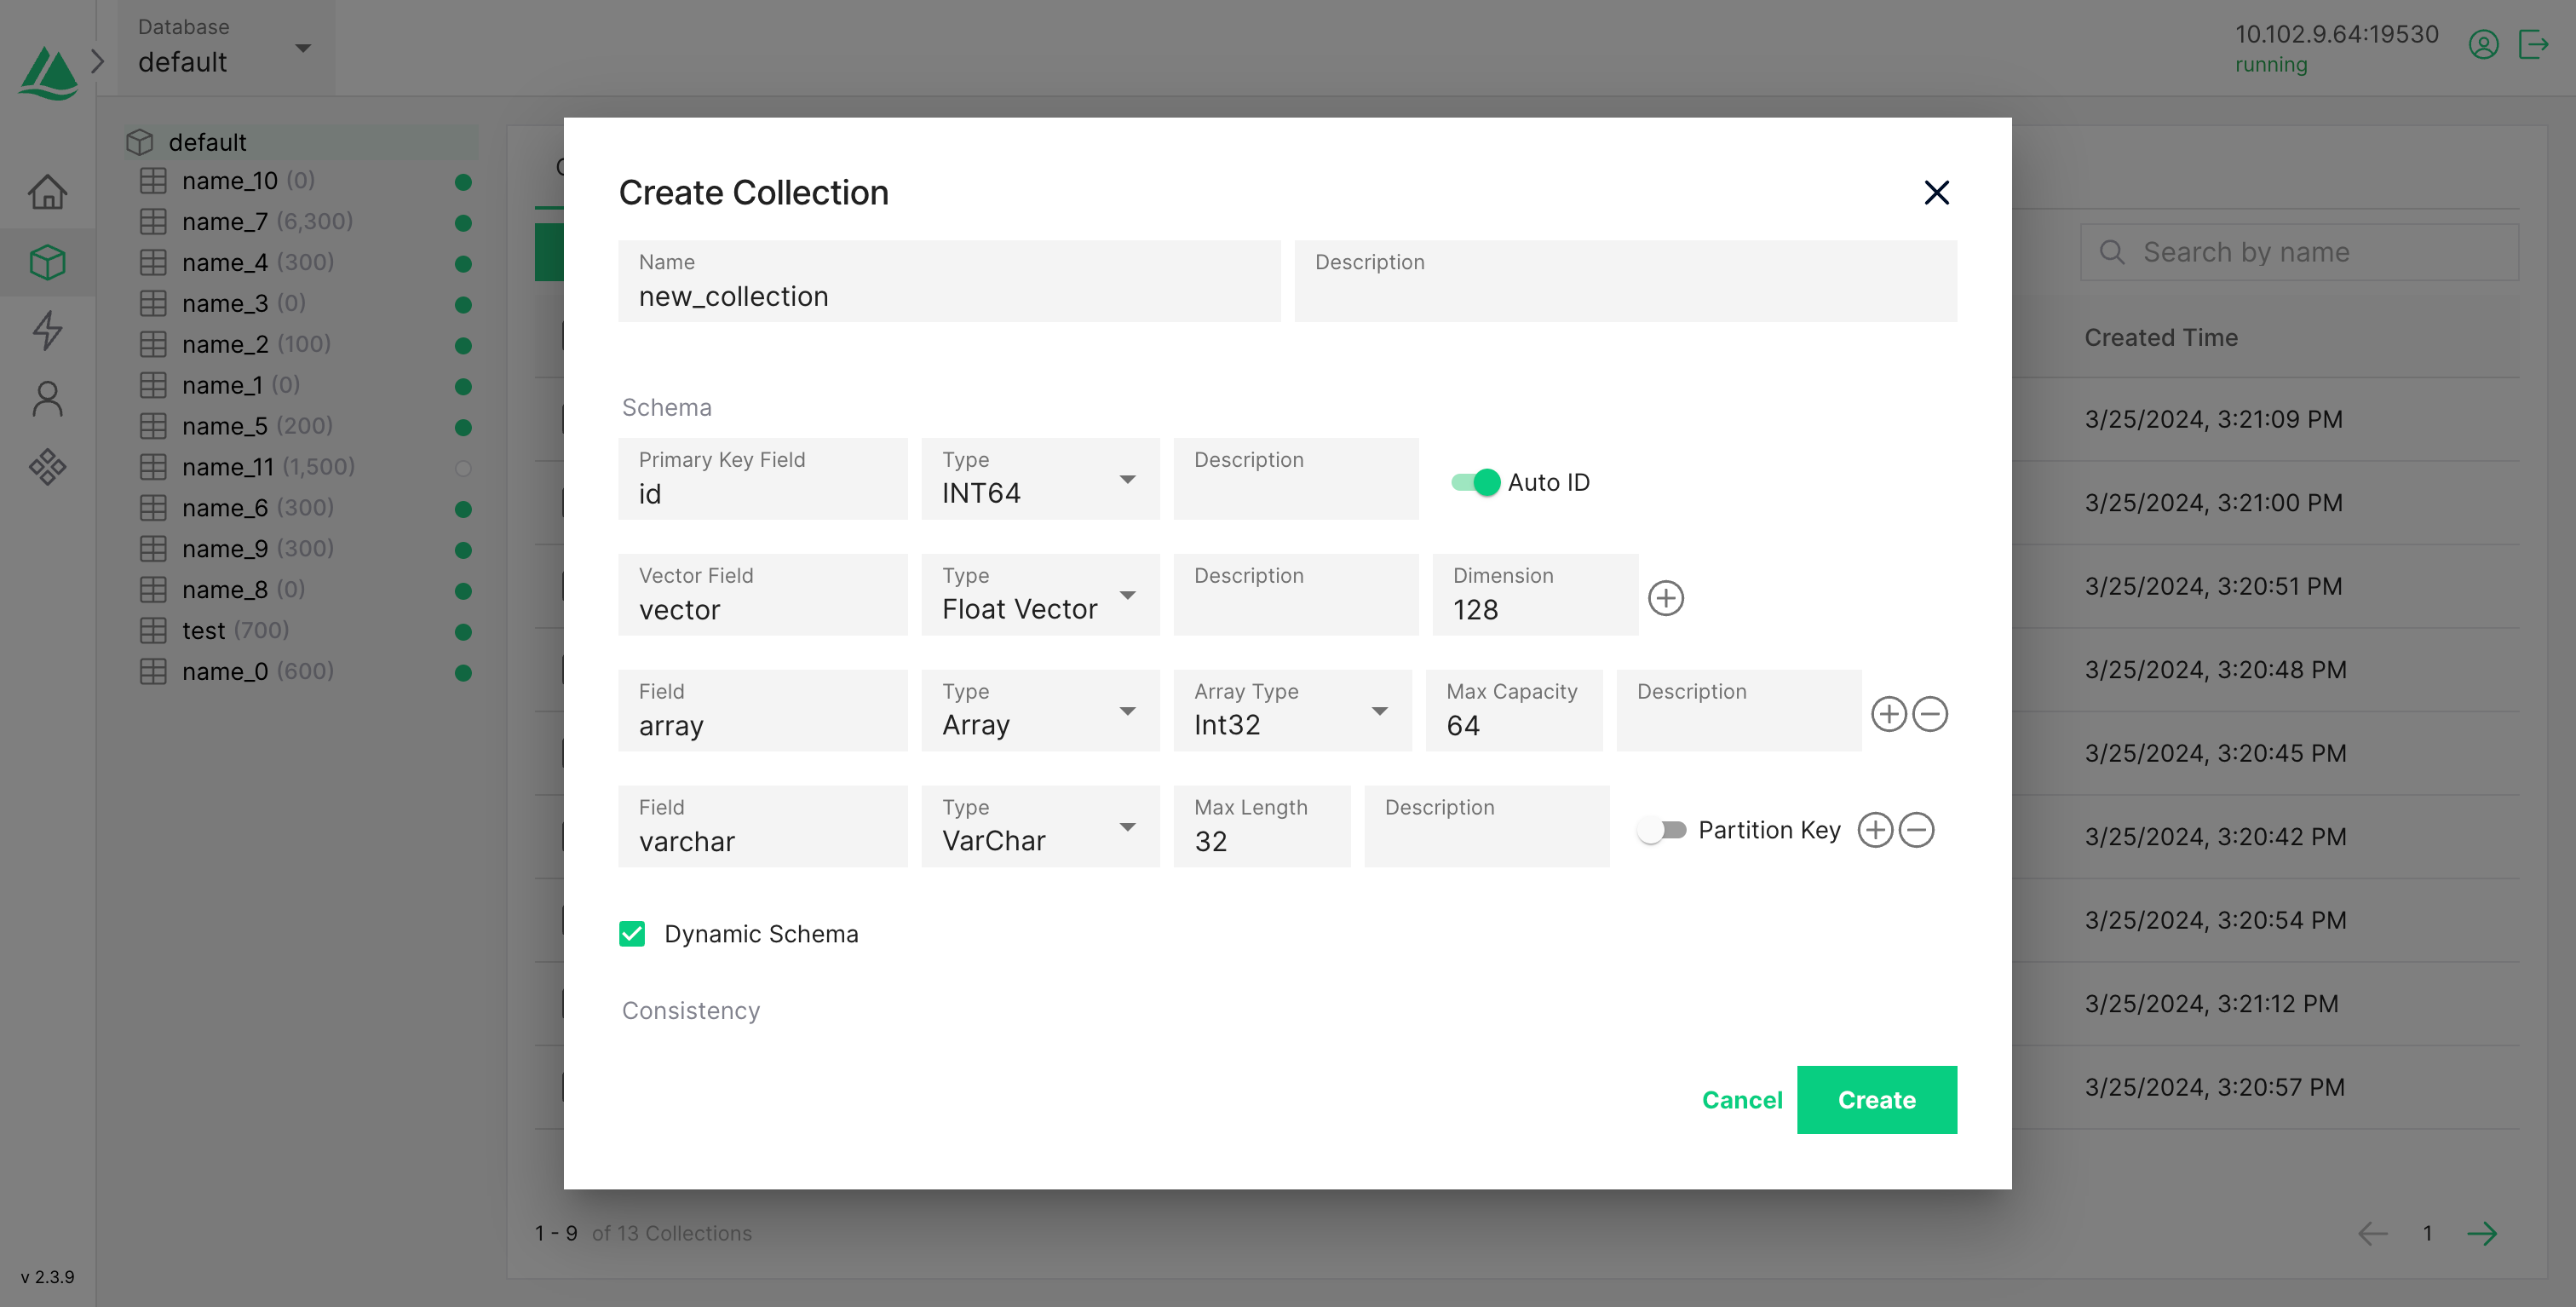 Database
default
10.102.9.64:19530
running
default
name_10 (0)
name_7 (6,300)
name_4 (300)
name_3 (0)
name_2 (100)
name_1 (0)
name_5 (200)
name_11 (1,500)
name_6 (300)
name_9 (300)
name_8 (0)
test (700)
name_0 (600)
v 2.3.9
Create Collection
Name
new_collection
Description
Schema
Primary Key Field
id
Type
INT64
Description
Auto ID
Vector Field
vector
Type
Float Vector
Description
Dimension
128
Field
array
Type
Array
Array Type
Int32
Max Capacity
64
Description
Field
varchar
Type
VarChar
Max Length
32
Description
Partition Key
Dynamic Schema
Consistency
Cancel
Create
Search by name
Created Time
3/25/2024, 3:21:09 PM
3/25/2024, 3:21:00 PM
3/25/2024, 3:20:51 PM
3/25/2024, 3:20:48 PM
3/25/2024, 3:20:45 PM
3/25/2024, 3:20:42 PM
3/25/2024, 3:20:54 PM
3/25/2024, 3:21:12 PM
3/25/2024, 3:20:57 PM
1 - 9 of 13 Collections
1